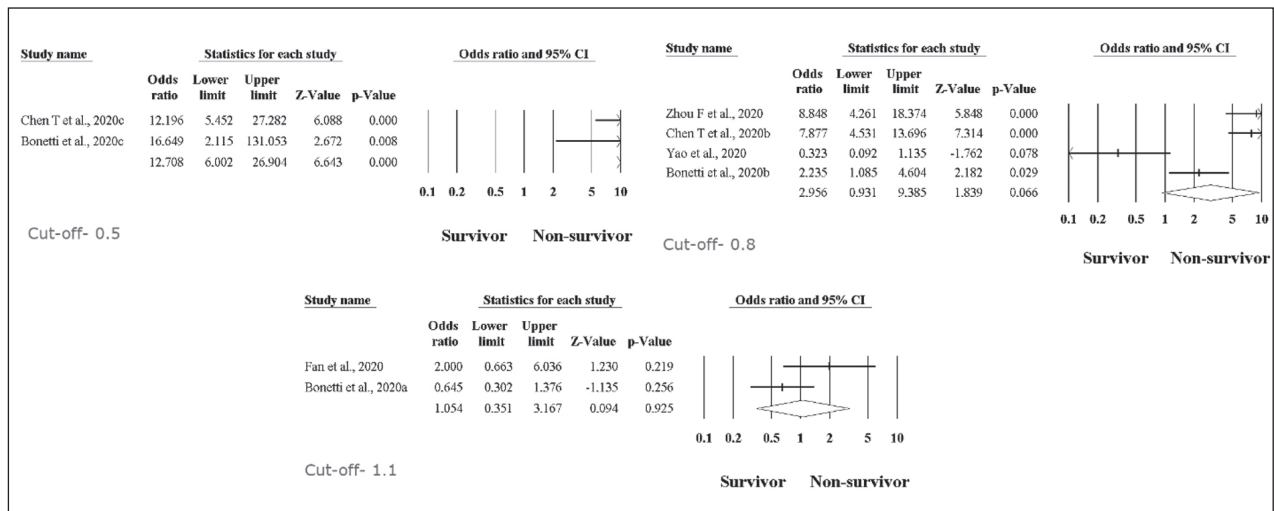 Study name Statistics for each study Odds ratio and 95% CI
Odds ratio Lower limit Upper limit Z-Value p-Value
Chen T et al., 2020c 12.196 5.452 27.282 6.088 0.000
Bonetti et al., 2020c 16.649 2.115 131.053 2.672 0.008
12.708 6.002 26.904 6.643 0.000
0.1 0.2 0.5 1 2 5 10
Cut-off- 0.5
Survivor Non-survivor
Study name Statistics for each study Odds ratio and 95% CI
Odds ratio Lower limit Upper limit Z-Value p-Value
Zhou F et al., 2020 8.848 4.261 18.374 5.848 0.000
Chen T et al., 2020b 7.877 4.531 13.696 7.314 0.000
Yao et al., 2020 0.323 0.092 1.135 -1.762 0.078
Bonetti et al., 2020b 2.235 1.085 4.604 2.182 0.029
2.956 0.931 9.385 1.839 0.066
0.1 0.2 0.5 1 2 5 10
Cut-off- 0.8
Survivor Non-survivor
Study name Statistics for each study Odds ratio and 95% CI
Odds ratio Lower limit Upper limit Z-Value p-Value
Fan et al., 2020 2.000 0.663 6.036 1.230 0.219
Bonetti et al., 2020a 0.645 0.302 1.376 -1.135 0.256
1.054 0.351 3.167 0.094 0.925
0.1 0.2 0.5 1 2 5 10
Cut-off- 1.1
Survivor Non-survivor